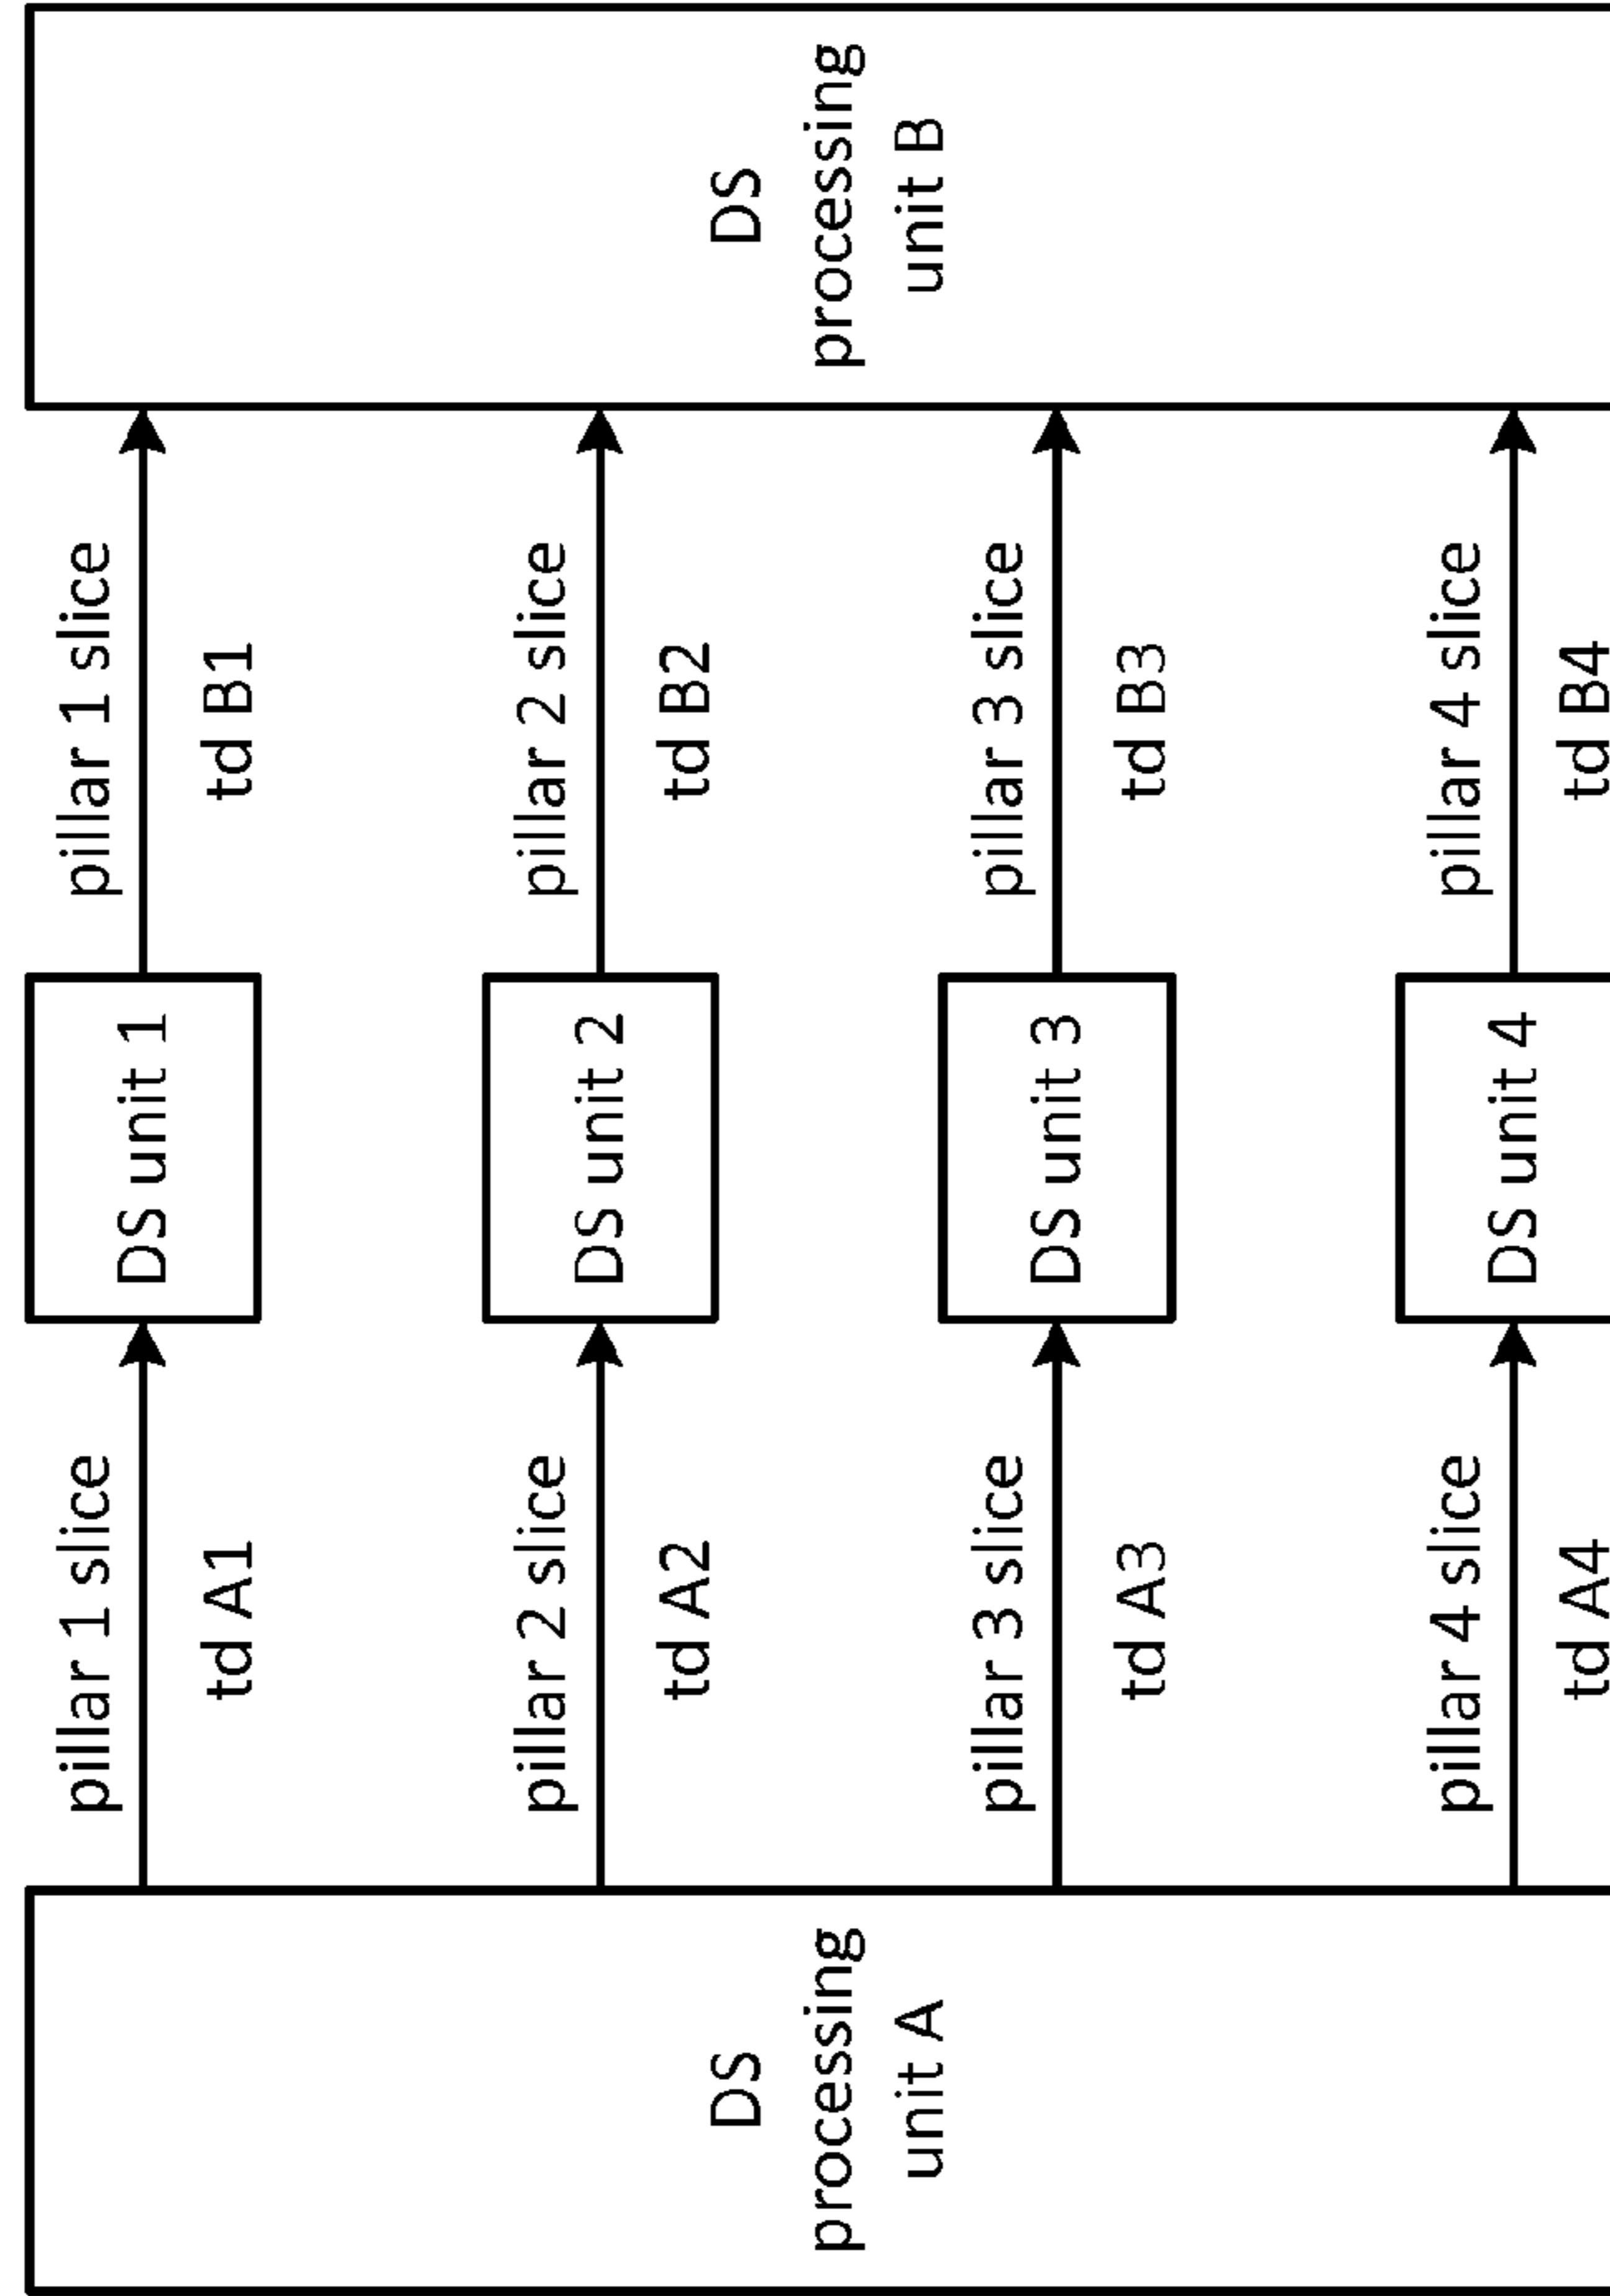 DS
processing
unit A
pillar 1 slice
td A1
DS unit 1
pillar 1 slice
td B1
pillar 2 slice
td A2
DS unit 2
pillar 2 slice
td B2
pillar 3 slice
td A3
DS unit 3
pillar 3 slice
td B3
pillar 4 slice
td A4
DS unit 4
pillar 4 slice
td B4
DS
processing
unit B